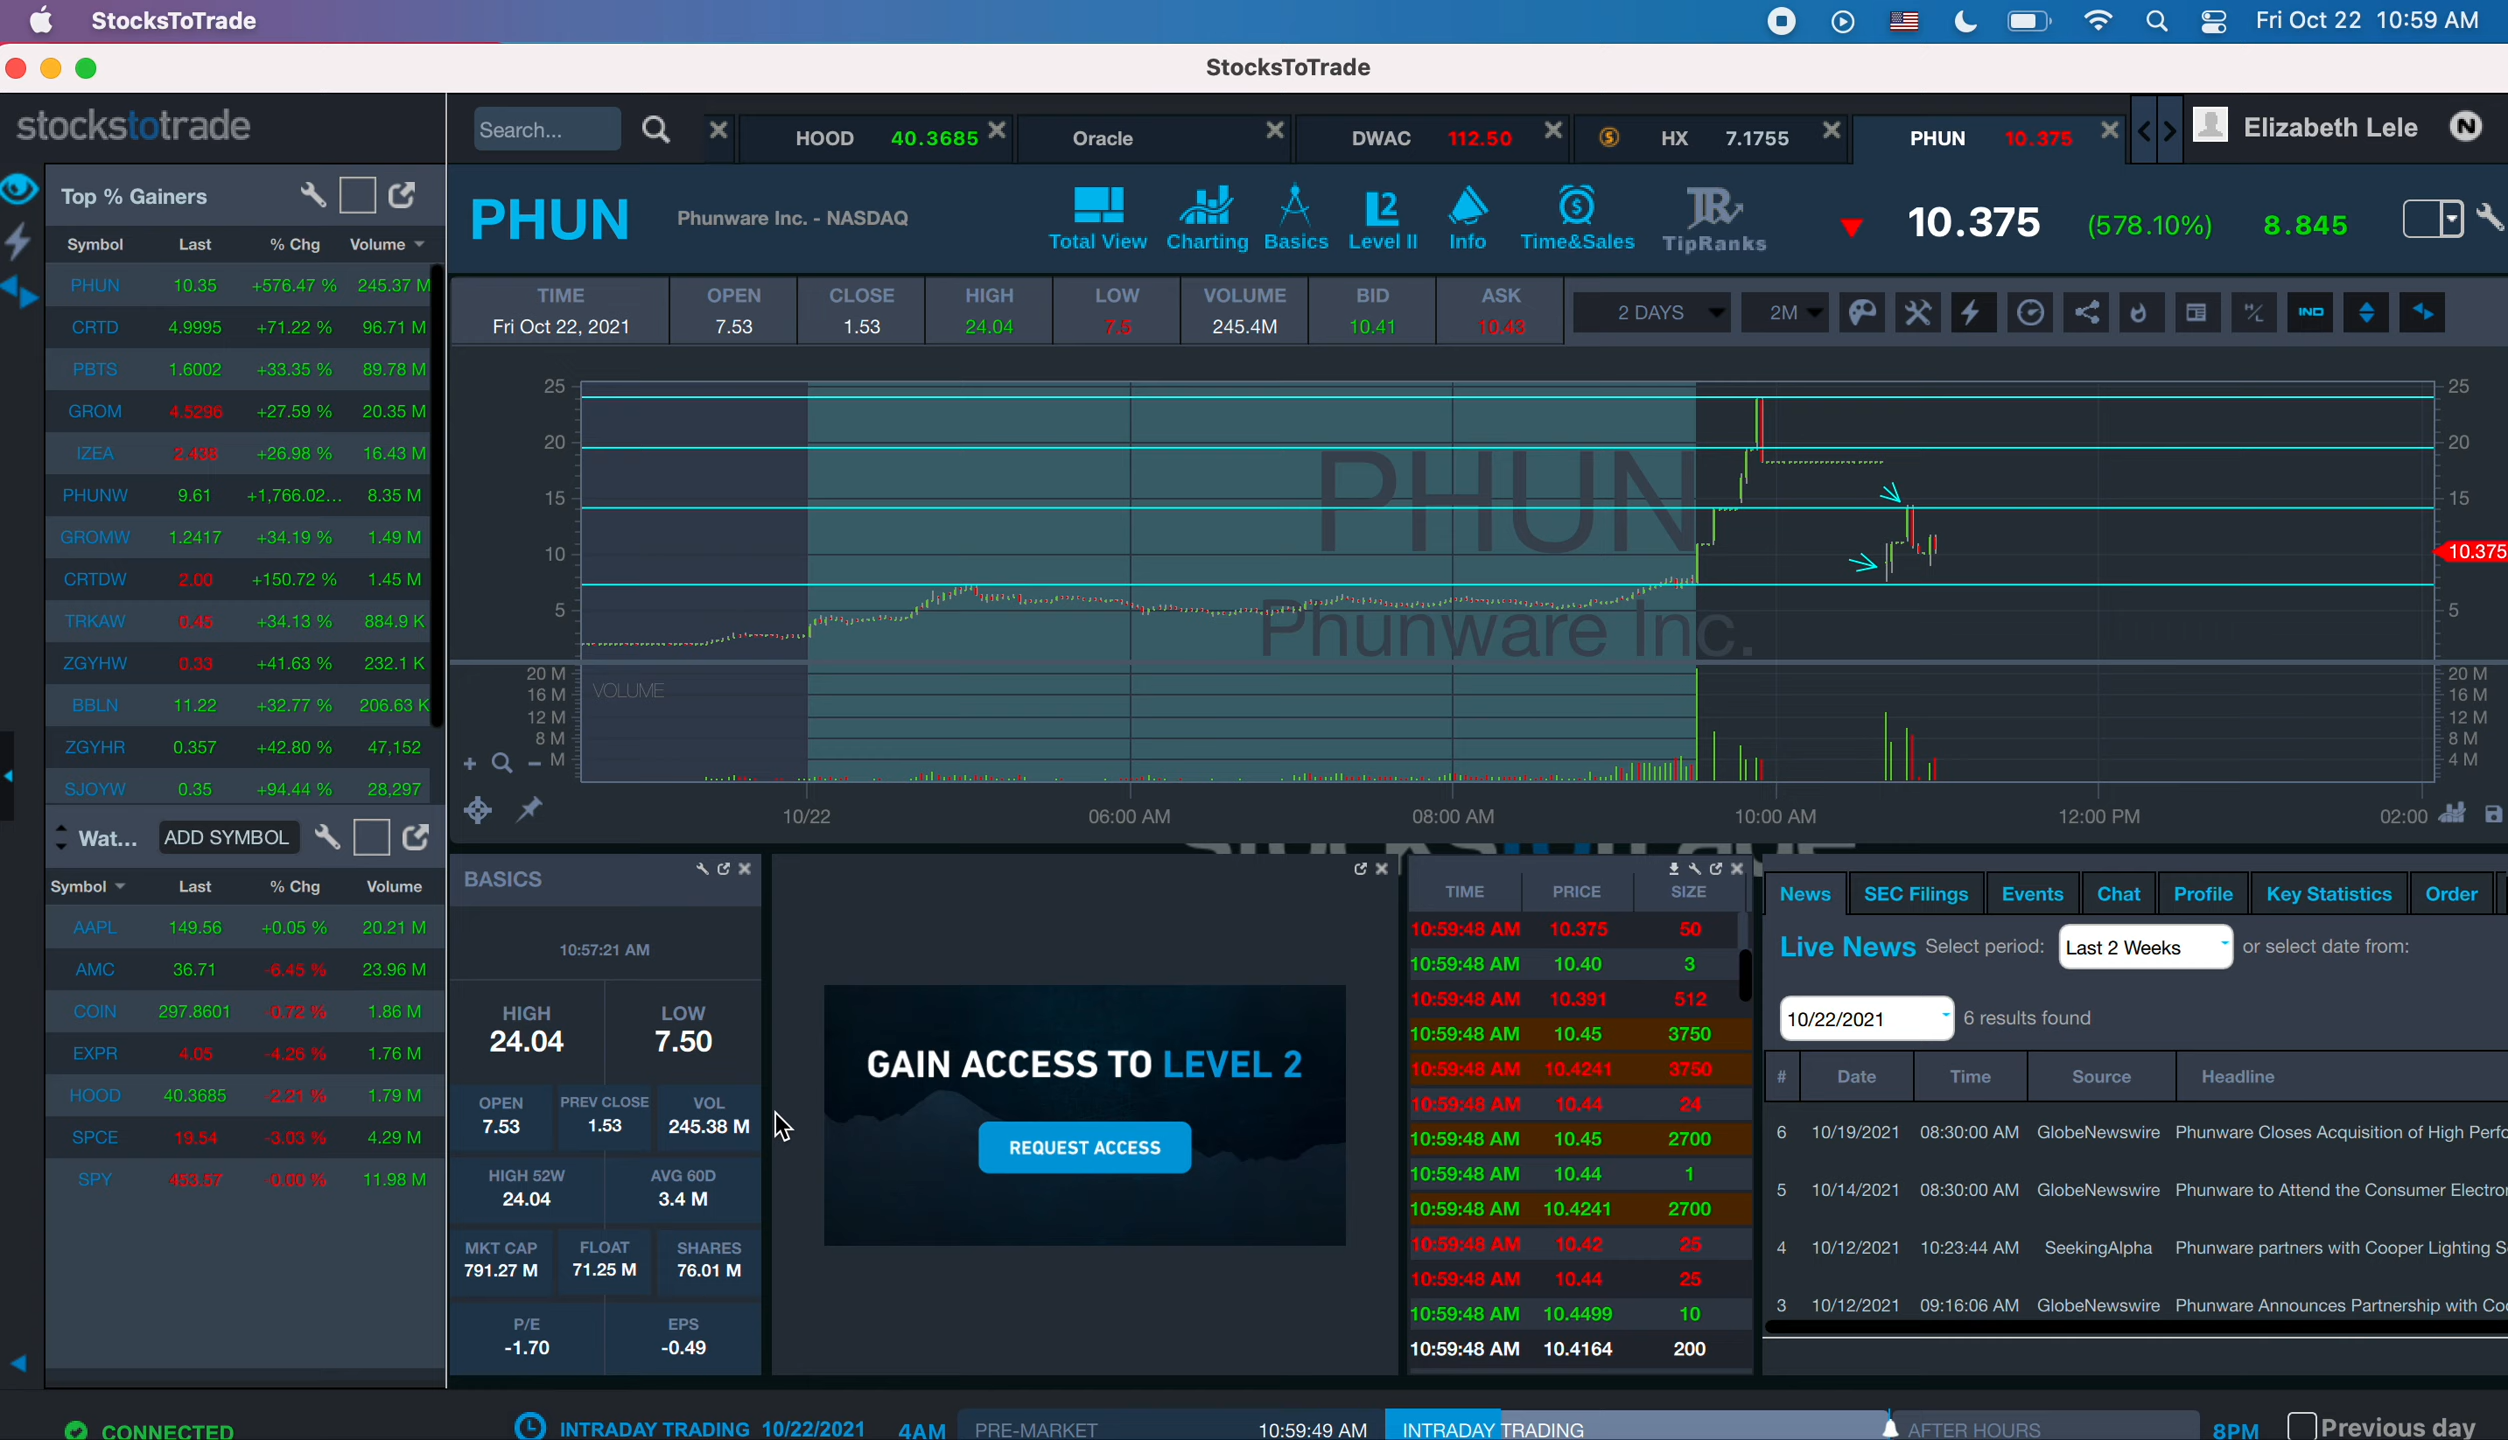 StocksToTrade
Fri Oct 22 10:59 AM
StocksToTrade
stockstotrade
Search...
HOOD 40.3685
Oracle
DWAC 112.50
HX 7.1755
PHUN 10.375
Elizabeth Lele
N
Top % Gainers
Symbol Last % Chg Volume
PHUN 10.35 +576.47 % 245.37 M
CRTD 4.9995 +71.22 % 96.71 M
PBTS 1.6002 +33.35 % 89.78 M
GROM 4.5296 +27.59 % 20.35 M
IZEA 2.438 +26.98 % 16.43 M
PHUNW 9.61 +1,766.02... 8.35 M
GROMW 1.2417 +34.19 % 1.49 M
CRTDW 2.00 +150.72 % 1.45 M
TRKAW 0.45 +34.13 % 884.9 K
ZGYHW 0.33 +41.63 % 232.1 K
BBLN 11.22 +32.77 % 206.63 K
ZGYHR 0.357 +42.80 % 47,152
SJOYW 0.35 +94.44 % 28,297
Wat... ADD SYMBOL
Symbol Last % Chg Volume
AAPL 149.56 +0.05 % 20.21 M
AMC 36.71 -6.45 % 23.96 M
COIN 297.8601 -0.72 % 1.86 M
EXPR 4.05 -4.26 % 1.76 M
HOOD 40.3685 -2.21 % 1.79 M
SPCE 19.54 -3.03 % 4.29 M
SPY 453.57 -0.00 % 11.98 M
PHUN Phunware Inc. - NASDAQ
Total View Charting Basics Level II Info Time&Sales TipRanks
10.375 (578.10%) 8.845
TIME OPEN CLOSE HIGH LOW VOLUME BID ASK
Fri Oct 22, 2021 7.53 1.53 24.04 7.5 245.4M 10.41 10.43
2 DAYS 2M H/L IND
25 25
20 20
PHUN
15 15
10 10.375
5 5
Phunware Inc.
VOLUME
20 M 20 M
16 M 16 M
12 M 12 M
8 M 8 M
M 4 M
10/22 06:00 AM 08:00 AM 10:00 AM 12:00 PM 02:00
BASICS
10:57:21 AM
HIGH LOW
24.04 7.50
OPEN PREV CLOSE VOL
7.53 1.53 245.38 M
HIGH 52W AVG 60D
24.04 3.4 M
MKT CAP FLOAT SHARES
791.27 M 71.25 M 76.01 M
P/E EPS
-1.70 -0.49
GAIN ACCESS TO LEVEL 2
REQUEST ACCESS
TIME PRICE SIZE
10:59:48 AM 10.375 50
10:59:48 AM 10.40 3
10:59:48 AM 10.391 512
10:59:48 AM 10.45 3750
10:59:48 AM 10.4241 3750
10:59:48 AM 10.44 24
10:59:48 AM 10.45 2700
10:59:48 AM 10.44 1
10:59:48 AM 10.4241 2700
10:59:48 AM 10.42 25
10:59:48 AM 10.44 25
10:59:48 AM 10.4499 10
10:59:48 AM 10.4164 200
News SEC Filings Events Chat Profile Key Statistics Order
Live News Select period: Last 2 Weeks or select date from:
10/22/2021 6 results found
# Date Time Source Headline
6 10/19/2021 08:30:00 AM GlobeNewswire Phunware Closes Acquisition of High Perfo
5 10/14/2021 08:30:00 AM GlobeNewswire Phunware to Attend the Consumer Electron
4 10/12/2021 10:23:44 AM SeekingAlpha Phunware partners with Cooper Lighting S
3 10/12/2021 09:16:06 AM GlobeNewswire Phunware Announces Partnership with Coo
CONNECTED
INTRADAY TRADING 10/22/2021 4AM PRE-MARKET 10:59:49 AM INTRADAY TRADING AFTER HOURS 8PM Previous day